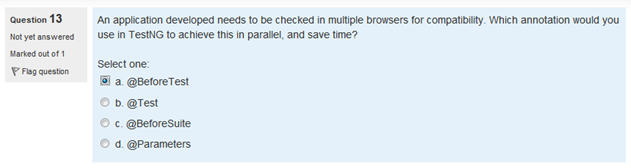 Question 13
Not yet answered
Marked out of 1
Flag question
An application developed needs to be checked in multiple browsers for compatibility. Which annotation would you
use in TestNG to achieve this in parallel, and save time?
Select one:
a. @BeforeTest
b. @Test
c. @BeforeSuite
d. @Parameters